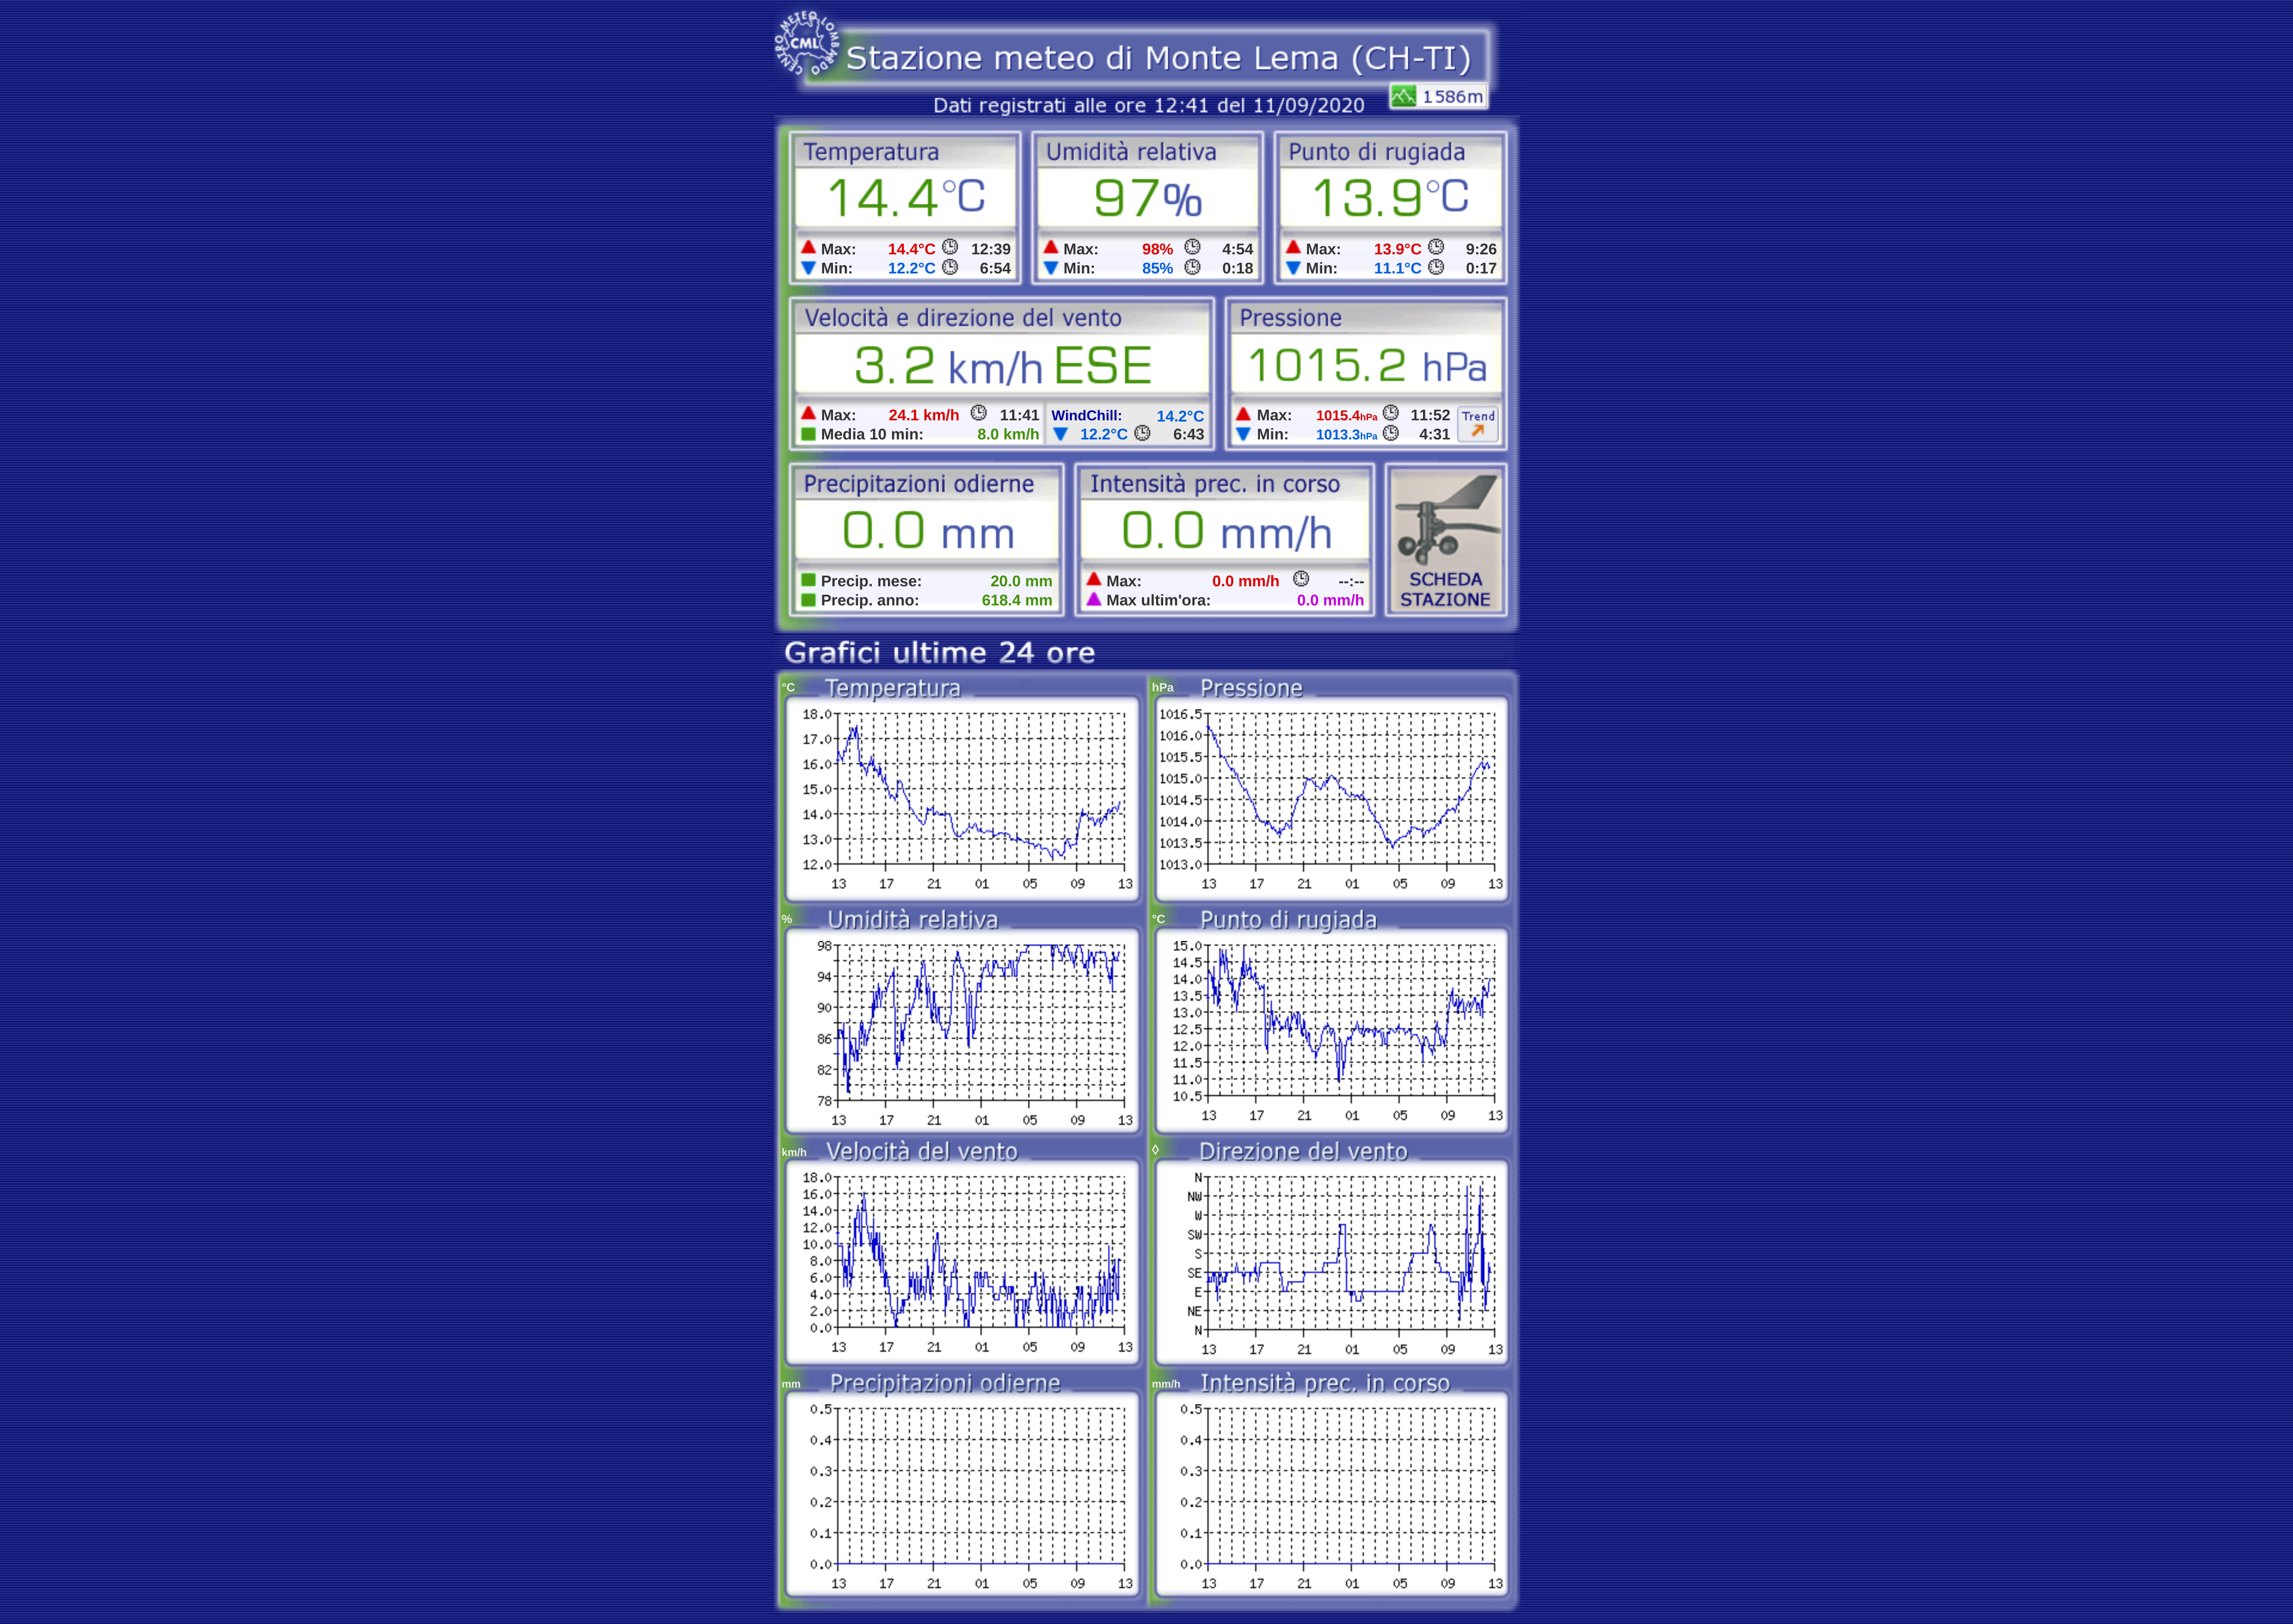 CENTRO METEO LOMBARDO
CML
Stazione meteo di Monte Lema (CH-TI)
Dati registrati alle ore 12:41 del 11/09/2020
1586m
Temperatura
14.4°C
Max: 14.4°C 12:39
Min: 12.2°C 6:54
Umidità relativa
97%
Max: 98% 4:54
Min: 85% 0:18
Punto di rugiada
13.9°C
Max: 13.9°C 9:26
Min: 11.1°C 0:17
Velocità e direzione del vento
3.2 km/h ESE
Max: 24.1 km/h 11:41
Media 10 min: 8.0 km/h
WindChill: 14.2°C
12.2°C 6:43
Pressione
1015.2 hPa
Max: 1015.4hPa 11:52
Min: 1013.3hPa 4:31
Trend
Precipitazioni odierne
0.0 mm
Precip. mese: 20.0 mm
Precip. anno: 618.4 mm
Intensità prec. in corso
0.0 mm/h
Max: 0.0 mm/h --:--
Max ultim'ora: 0.0 mm/h
SCHEDA
STAZIONE
Grafici ultime 24 ore
°C Temperatura
18.0
17.0
16.0
15.0
14.0
13.0
12.0
13 17 21 01 05 09 13
hPa Pressione
1016.5
1016.0
1015.5
1015.0
1014.5
1014.0
1013.5
1013.0
13 17 21 01 05 09 13
% Umidità relativa
98
94
90
86
82
78
13 17 21 01 05 09 13
°C Punto di rugiada
15.0
14.5
14.0
13.5
13.0
12.5
12.0
11.5
11.0
10.5
13 17 21 01 05 09 13
km/h Velocità del vento
18.0
16.0
14.0
12.0
10.0
8.0
6.0
4.0
2.0
0.0
13 17 21 01 05 09 13
◊ Direzione del vento
N
NW
W
SW
S
SE
E
NE
N
13 17 21 01 05 09 13
mm Precipitazioni odierne
0.5
0.4
0.3
0.2
0.1
0.0
13 17 21 01 05 09 13
mm/h Intensità prec. in corso
0.5
0.4
0.3
0.2
0.1
0.0
13 17 21 01 05 09 13